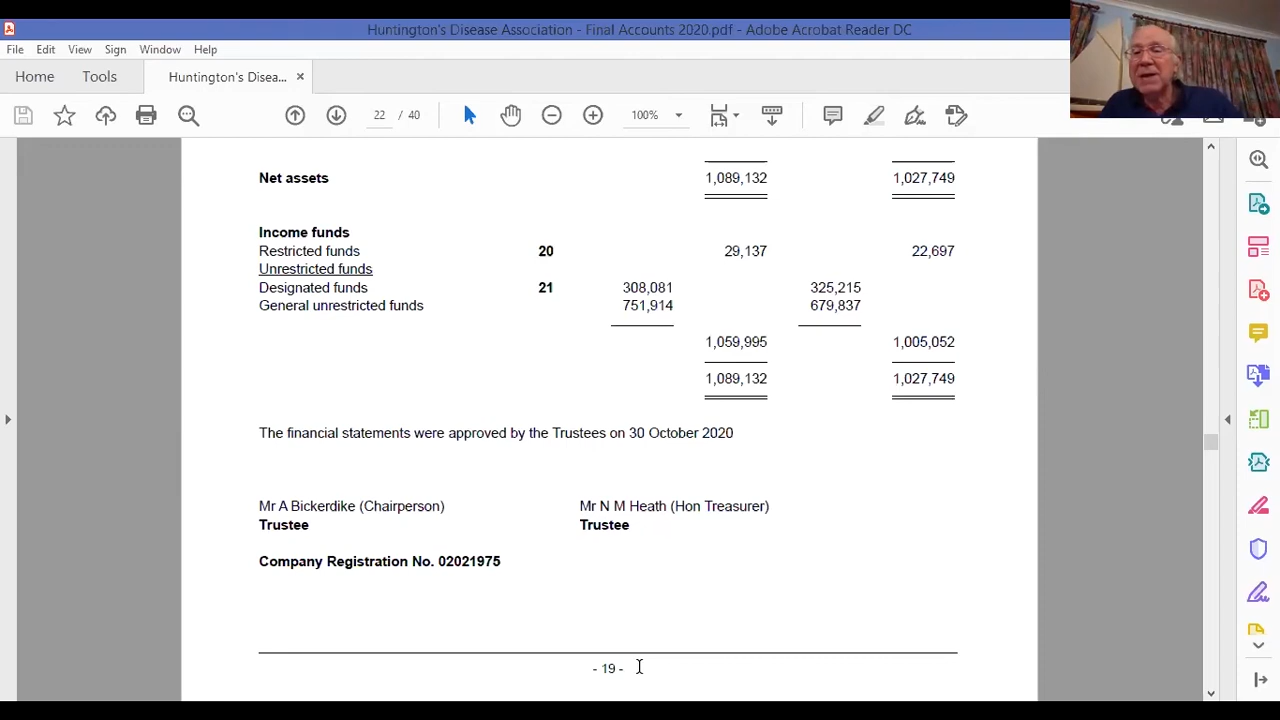 Huntington's Disease Association - Final Accounts 2020.pdf - Adobe Acrobat Reader DC
File Edit View Sign Window Help
Home Tools Huntington's Disea... ×
22 / 40 100%
Net assets 1,089,132 1,027,749
Income funds
Restricted funds 20 29,137 22,697
Unrestricted funds
Designated funds 21 308,081 325,215
General unrestricted funds 751,914 679,837
1,059,995 1,005,052
1,089,132 1,027,749
The financial statements were approved by the Trustees on 30 October 2020
Mr A Bickerdike (Chairperson) Mr N M Heath (Hon Treasurer)
Trustee Trustee
Company Registration No. 02021975
- 19 -